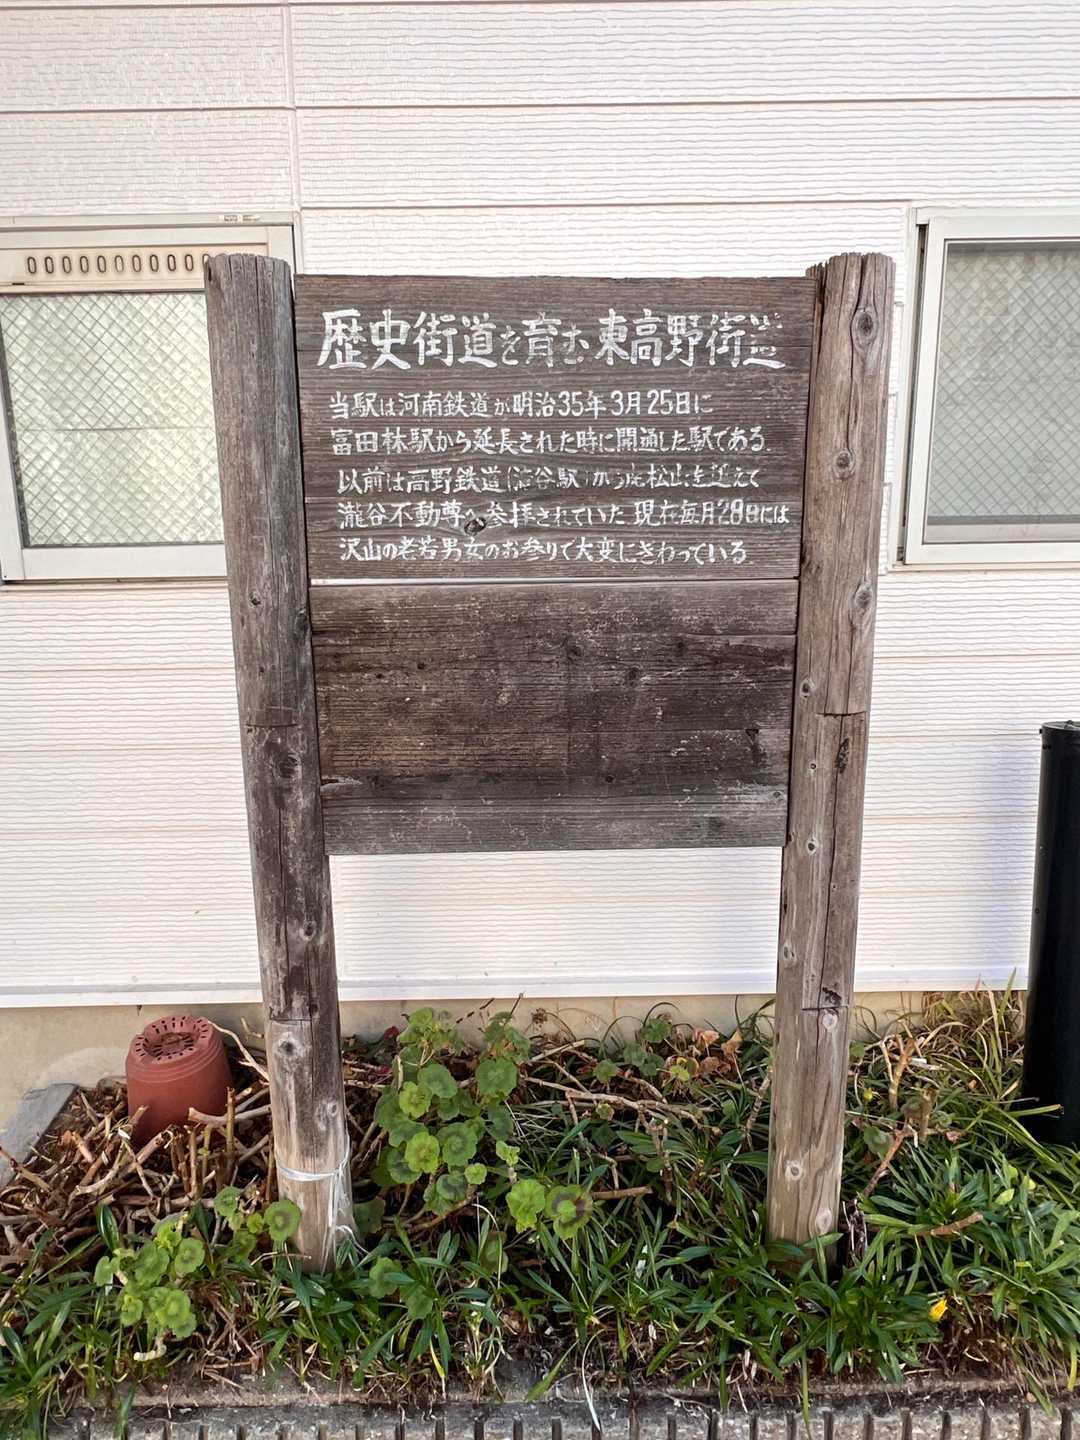 歴史街道を育む東高野街道
当駅は河南鉄道が明治35年3月25日に
富田林駅から延長された時に開通した駅である
以前は高野鉄道(滝谷駅)から 松山を迂えて
瀧谷不動尊へ参拝されていた 現在毎月28日には
沢山の老若男女のお参りで大変にぎわっている